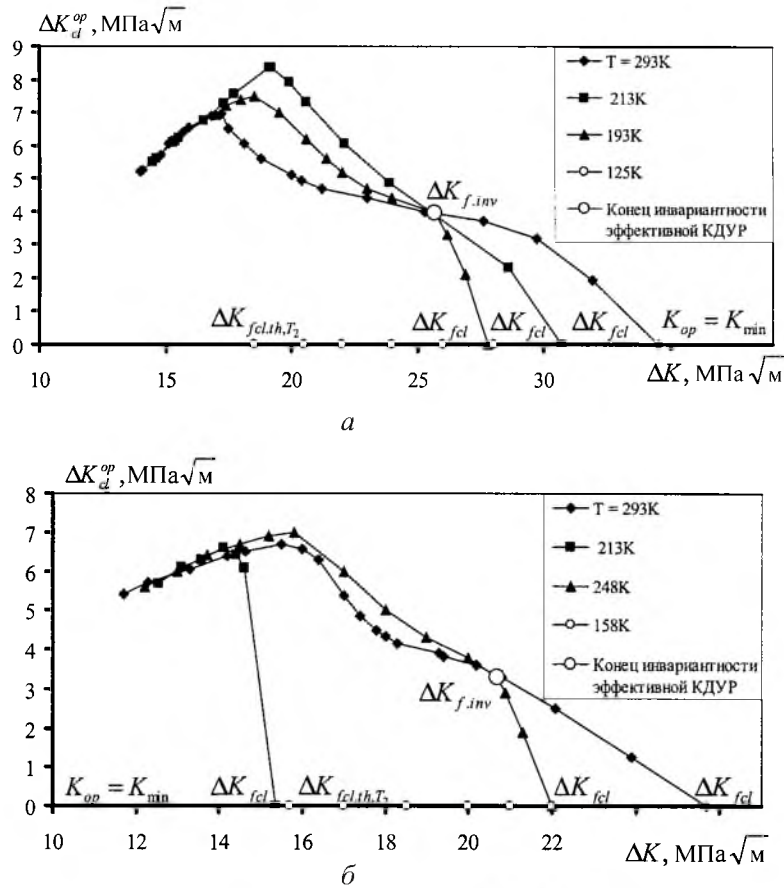 ΔK_cl^op, МПа√м
9
8
7
6
5
4
3
2
1
0
T = 293K
213K
193K
125K
Конец инвариантности
эффективной КДУР
ΔK_f.inv
ΔK_fcl.th,T₂
ΔK_fcl
ΔK_fcl
ΔK_fcl
K_op = K_min
10 15 20 25 30
ΔK, МПа√м
а
ΔK_cl^op, МПа√м
8
7
6
5
4
3
2
1
0
T = 293K
213K
248K
158K
Конец инвариантности
эффективной КДУР
ΔK_f.inv
K_op = K_min
ΔK_fcl
ΔK_fcl.th,T₂
ΔK_fcl
ΔK_fcl
10 12 14 16 18 20 22
ΔK, МПа√м
б